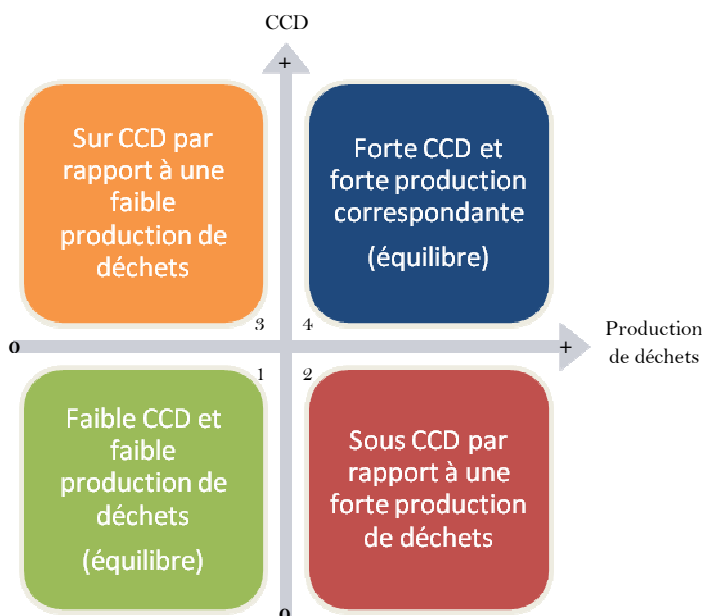 CCD
+
Sur CCD par
rapport à une
faible
production de
déchets
Forte CCD et
forte production
correspondante
(équilibre)
3
4
Production
de déchets
0
+
1
2
Faible CCD et
faible
production de
déchets
(équilibre)
Sous CCD par
rapport à une
forte production
de déchets
0